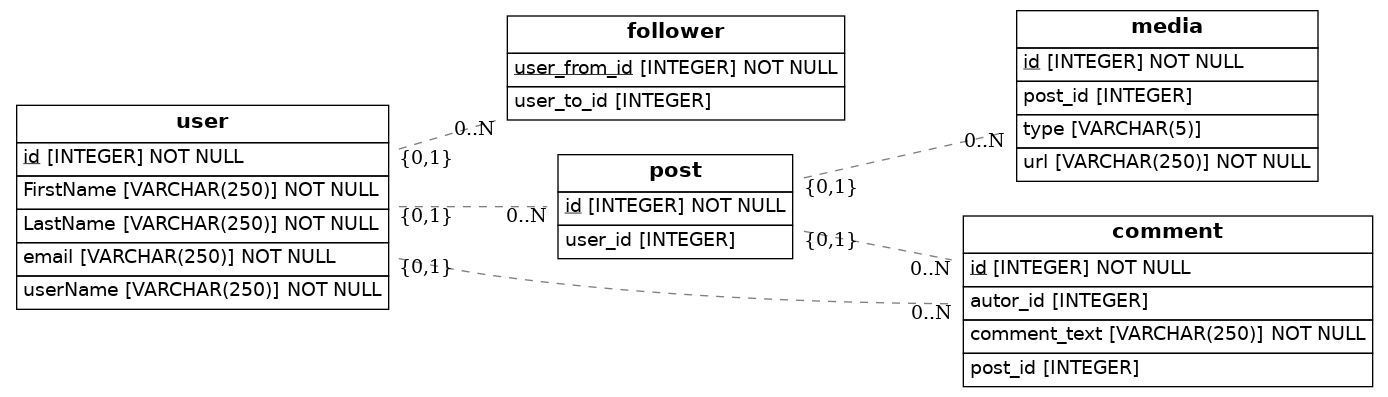 user
id [INTEGER] NOT NULL
FirstName [VARCHAR(250)] NOT NULL
LastName [VARCHAR(250)] NOT NULL
email [VARCHAR(250)] NOT NULL
userName [VARCHAR(250)] NOT NULL
{0,1}
0..N
{0,1}
0..N
{0,1}
0..N
follower
user_from_id [INTEGER] NOT NULL
user_to_id [INTEGER]
post
id [INTEGER] NOT NULL
user_id [INTEGER]
{0,1}
0..N
{0,1}
0..N
media
id [INTEGER] NOT NULL
post_id [INTEGER]
type [VARCHAR(5)]
url [VARCHAR(250)] NOT NULL
comment
id [INTEGER] NOT NULL
autor_id [INTEGER]
comment_text [VARCHAR(250)] NOT NULL
post_id [INTEGER]